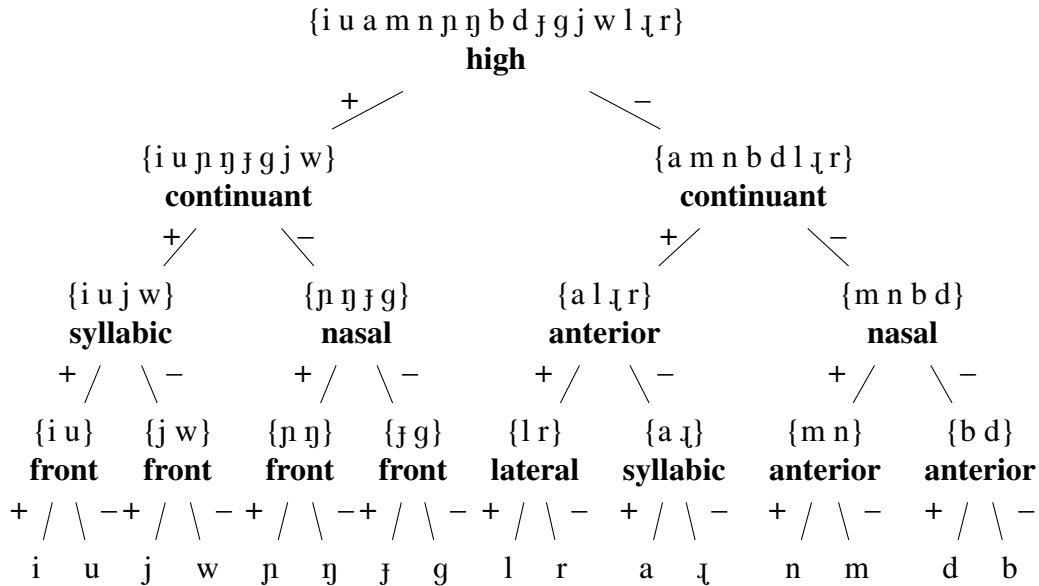 {i u a m n ɲ ŋ b d ɟ ɡ j w l ɻ r}
high
+ –
{i u ɲ ŋ ɟ ɡ j w} {a m n b d l ɻ r}
continuant continuant
+ – + –
{i u j w} {ɲ ŋ ɟ ɡ} {a l ɻ r} {m n b d}
syllabic nasal anterior nasal
+ – + – + – + –
{i u} {j w} {ɲ ŋ} {ɟ ɡ} {l r} {a ɻ} {m n} {b d}
front front front front lateral syllabic anterior anterior
+ – + – + – + – + – + – + – + –
i u j w ɲ ŋ ɟ ɡ l r a ɻ n m d b